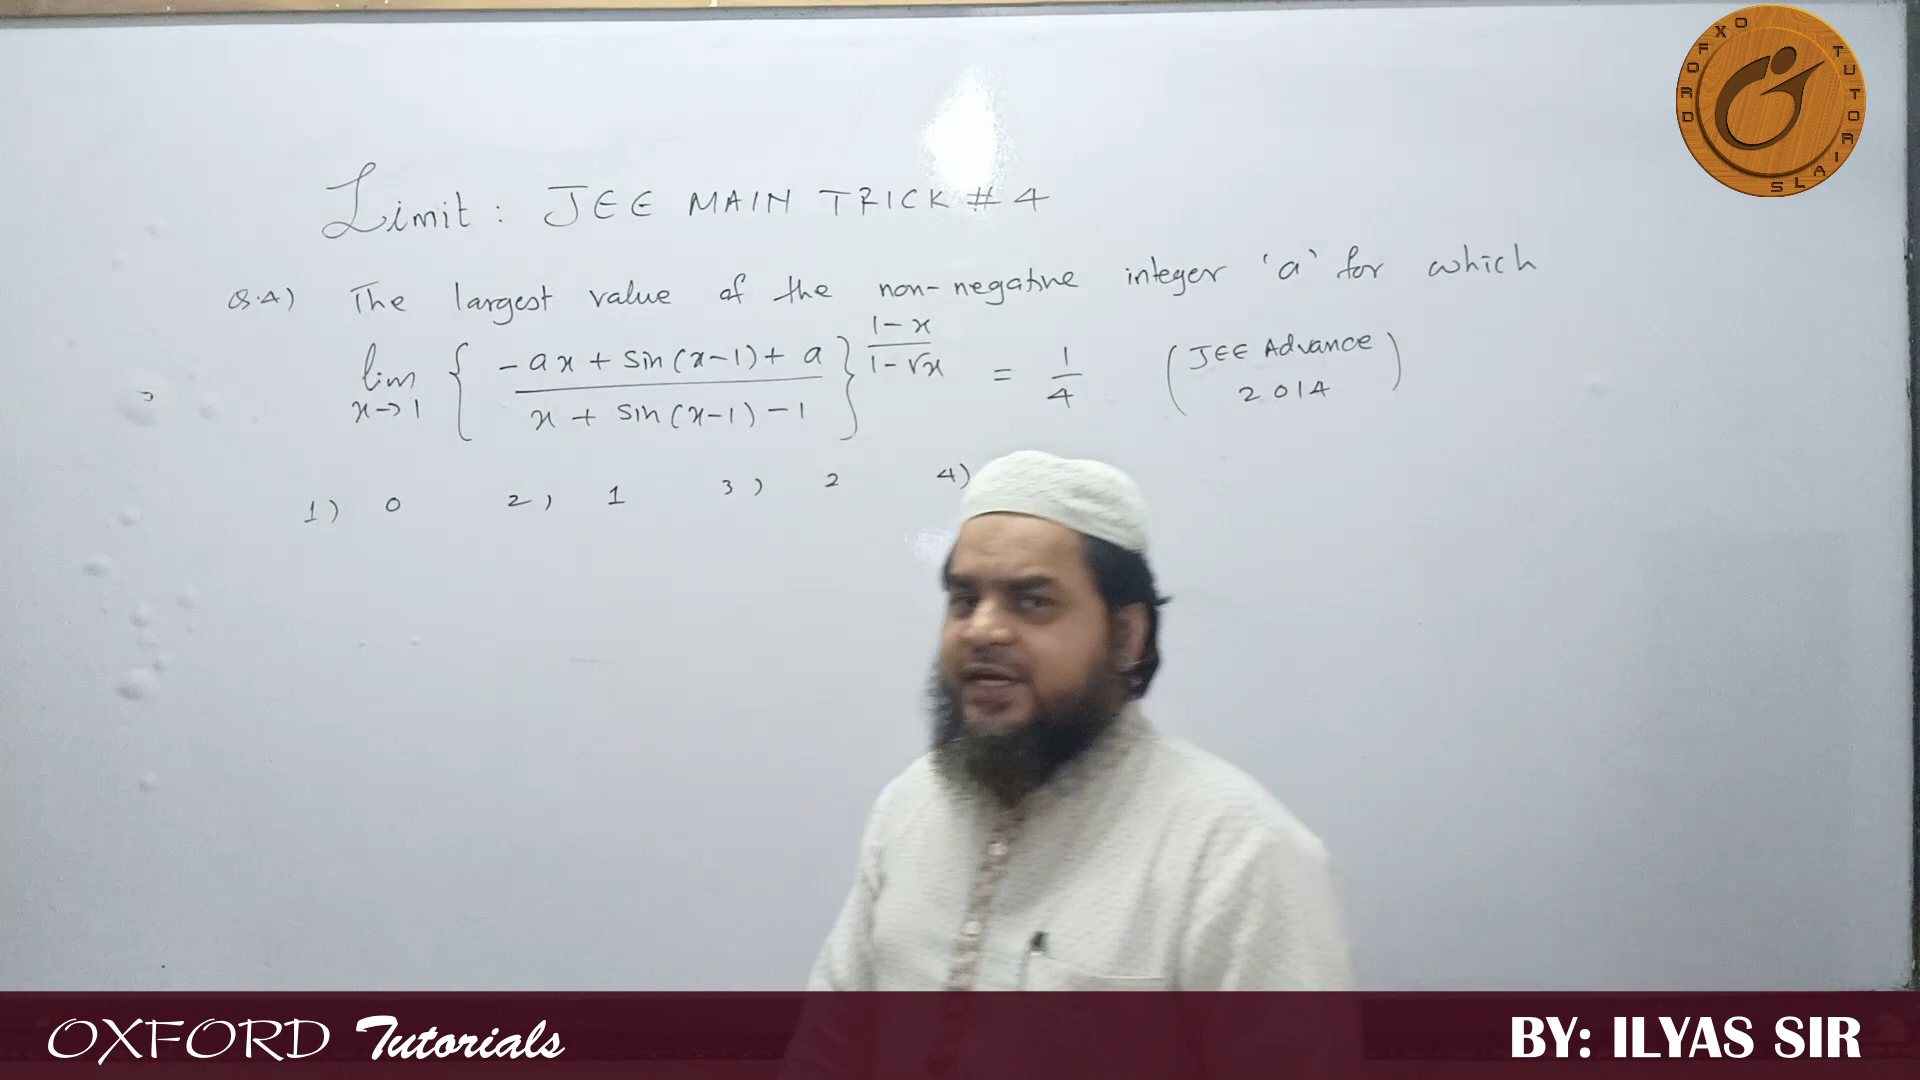 OXFORD TUTORIALS
Limit: JEE MAIN TRICK # 4
Q.4) The largest value of the non-negative integer 'a' for which
lim x→1 { (-ax + sin(x-1) + a) / (x + sin(x-1) - 1) }^((1-x)/(1-√x)) = 1/4 (JEE Advance 2014)
1) 0 2) 1 3) 2 4)
OXFORD Tutorials
BY: ILYAS SIR